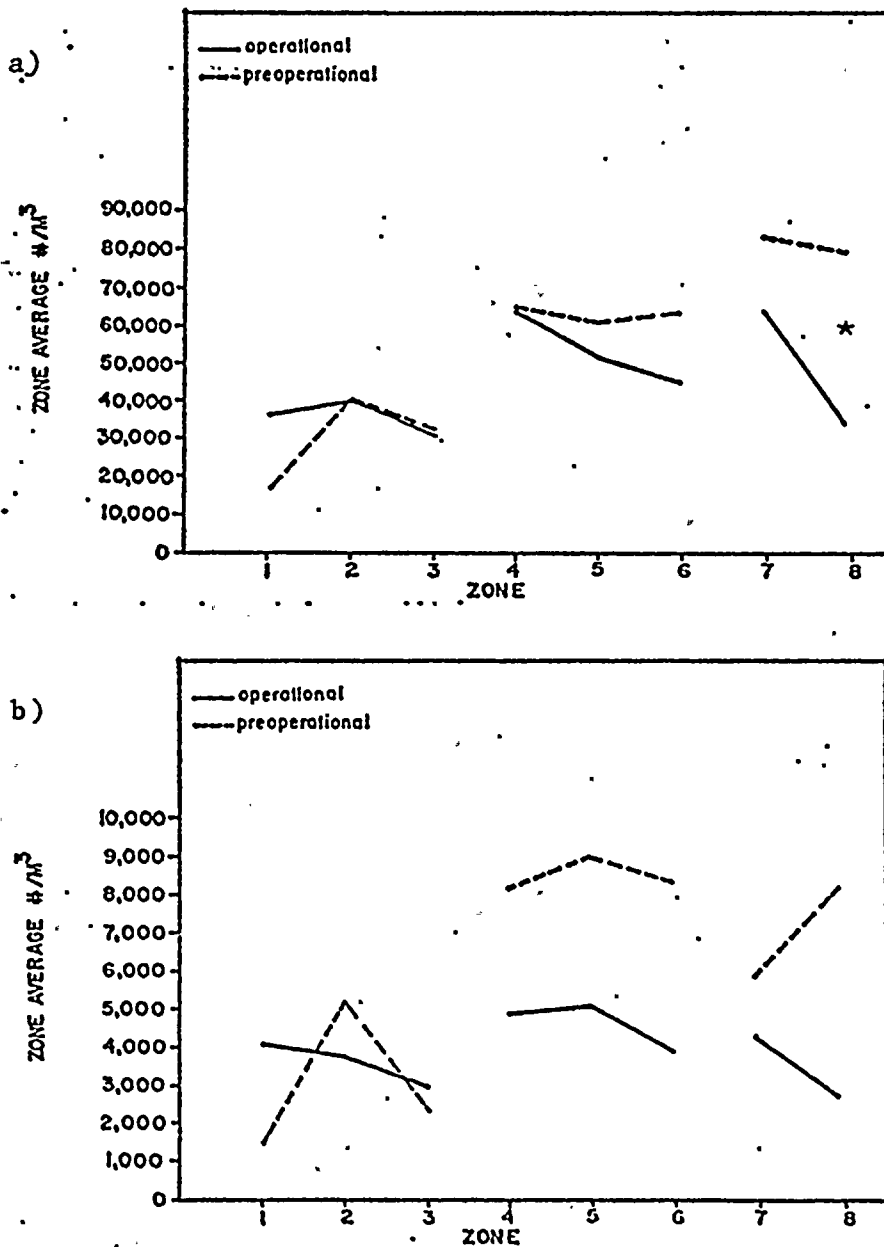 a)
operational
preoperational
ZONE AVERAGE #/M³
90,000
80,000
70,000
60,000
50,000
40,000
30,000
20,000
10,000
0
*
1 2 3 4 5 6 7 8
ZONE
b)
operational
preoperational
ZONE AVERAGE #/M³
10,000
9,000
8,000
7,000
6,000
5,000
4,000
3,000
2,000
1,000
0
1 2 3 4 5 6 7 8
ZONE